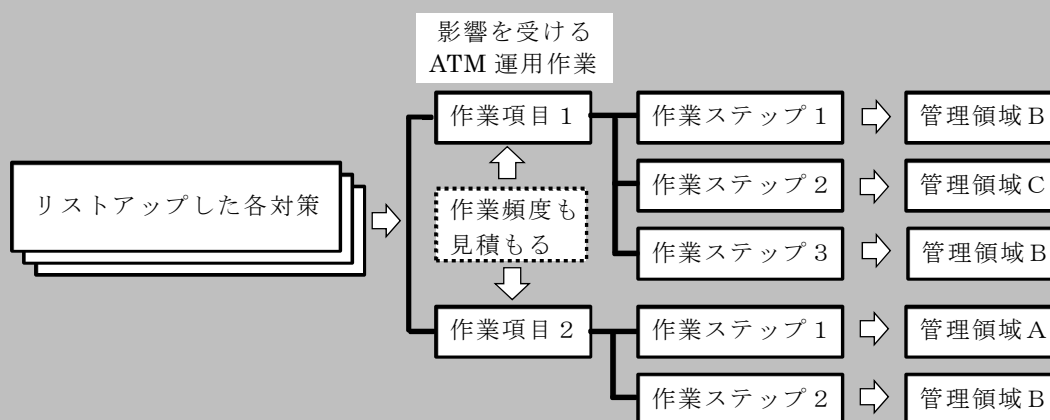 影響を受ける
ATM 運用作業
作業項目1
作業ステップ1
管理領域B
作業ステップ2
管理領域C
リストアップした各対策
作業頻度も
見積もる
作業ステップ3
管理領域B
作業項目2
作業ステップ1
管理領域A
作業ステップ2
管理領域B